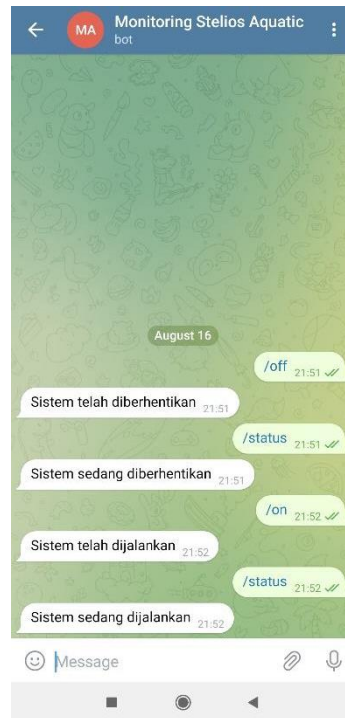 MA
Monitoring Stelios Aquatic
bot
August 16
/off 21:51
Sistem telah diberhentikan 21:51
/status 21:51
Sistem sedang diberhentikan 21:51
/on 21:52
Sistem telah dijalankan 21:52
/status 21:52
Sistem sedang dijalankan 21:52
Message